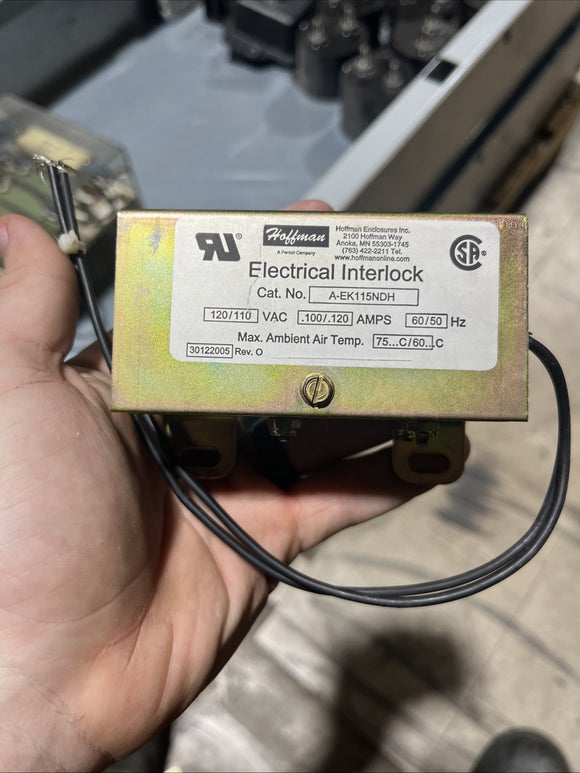 Hoffman
A Pentair Company
Hoffman Enclosures Inc.
2100 Hoffman Way
Anoka, MN 55303-1745
(763) 422-2211 Tel.
www.hoffmanonline.com
Electrical Interlock
Cat. No. A-EK115NDH
120/110 VAC .100/.120 AMPS 60/50 Hz
Max. Ambient Air Temp. 75...C/60...C
30122005 Rev. O